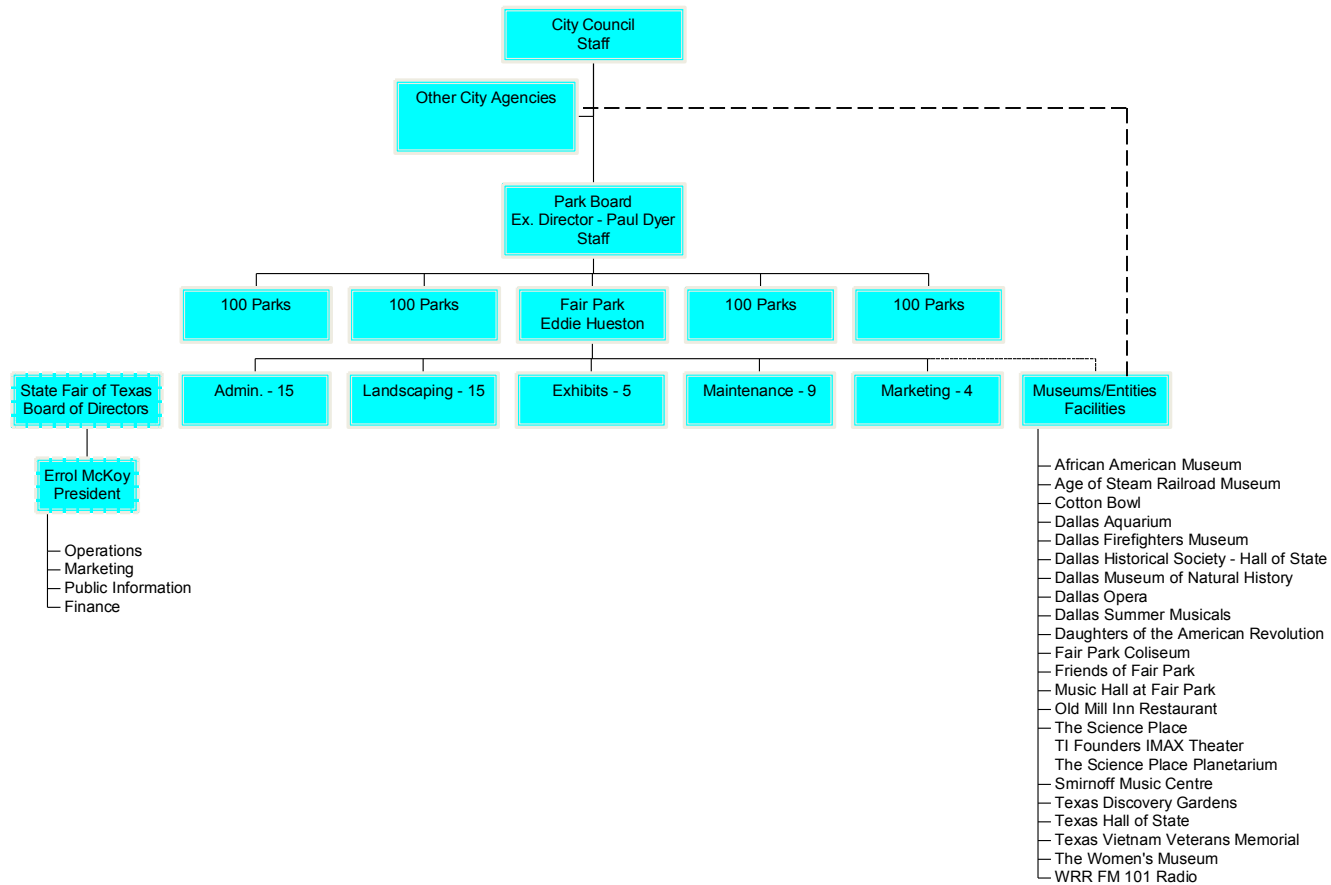 City Council
Staff
Other City Agencies
Park Board
Ex. Director - Paul Dyer
Staff
100 Parks
100 Parks
Fair Park
Eddie Hueston
100 Parks
100 Parks
State Fair of Texas
Board of Directors
Admin. - 15
Landscaping - 15
Exhibits - 5
Maintenance - 9
Marketing - 4
Museums/Entities
Facilities
Errol McKoy
President
Operations
Marketing
Public Information
Finance
African American Museum
Age of Steam Railroad Museum
Cotton Bowl
Dallas Aquarium
Dallas Firefighters Museum
Dallas Historical Society - Hall of State
Dallas Museum of Natural History
Dallas Opera
Dallas Summer Musicals
Daughters of the American Revolution
Fair Park Coliseum
Friends of Fair Park
Music Hall at Fair Park
Old Mill Inn Restaurant
The Science Place
TI Founders IMAX Theater
The Science Place Planetarium
Smirnoff Music Centre
Texas Discovery Gardens
Texas Hall of State
Texas Vietnam Veterans Memorial
The Women's Museum
WRR FM 101 Radio